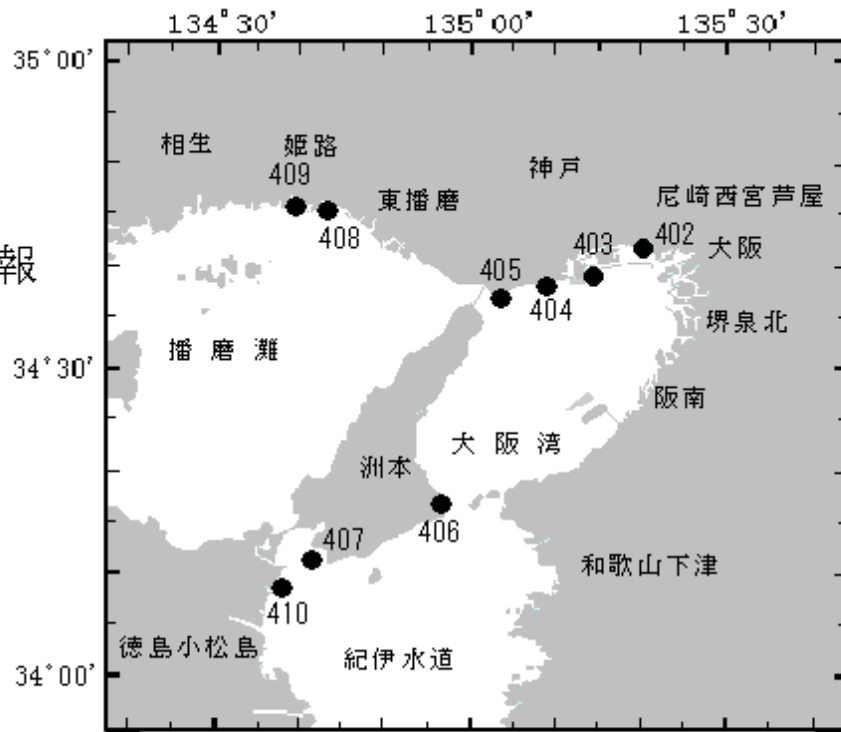 134°30' 135°00' 135°30'
35°00'
相生 姫路
409
408
東播磨
神戸
尼崎西宮芦屋
403 402 大阪
報
405
404
堺泉北
播磨灘
34°30'
阪南
大阪湾
洲本
406
407
和歌山下津
410
徳島小松島
紀伊水道
34°00'